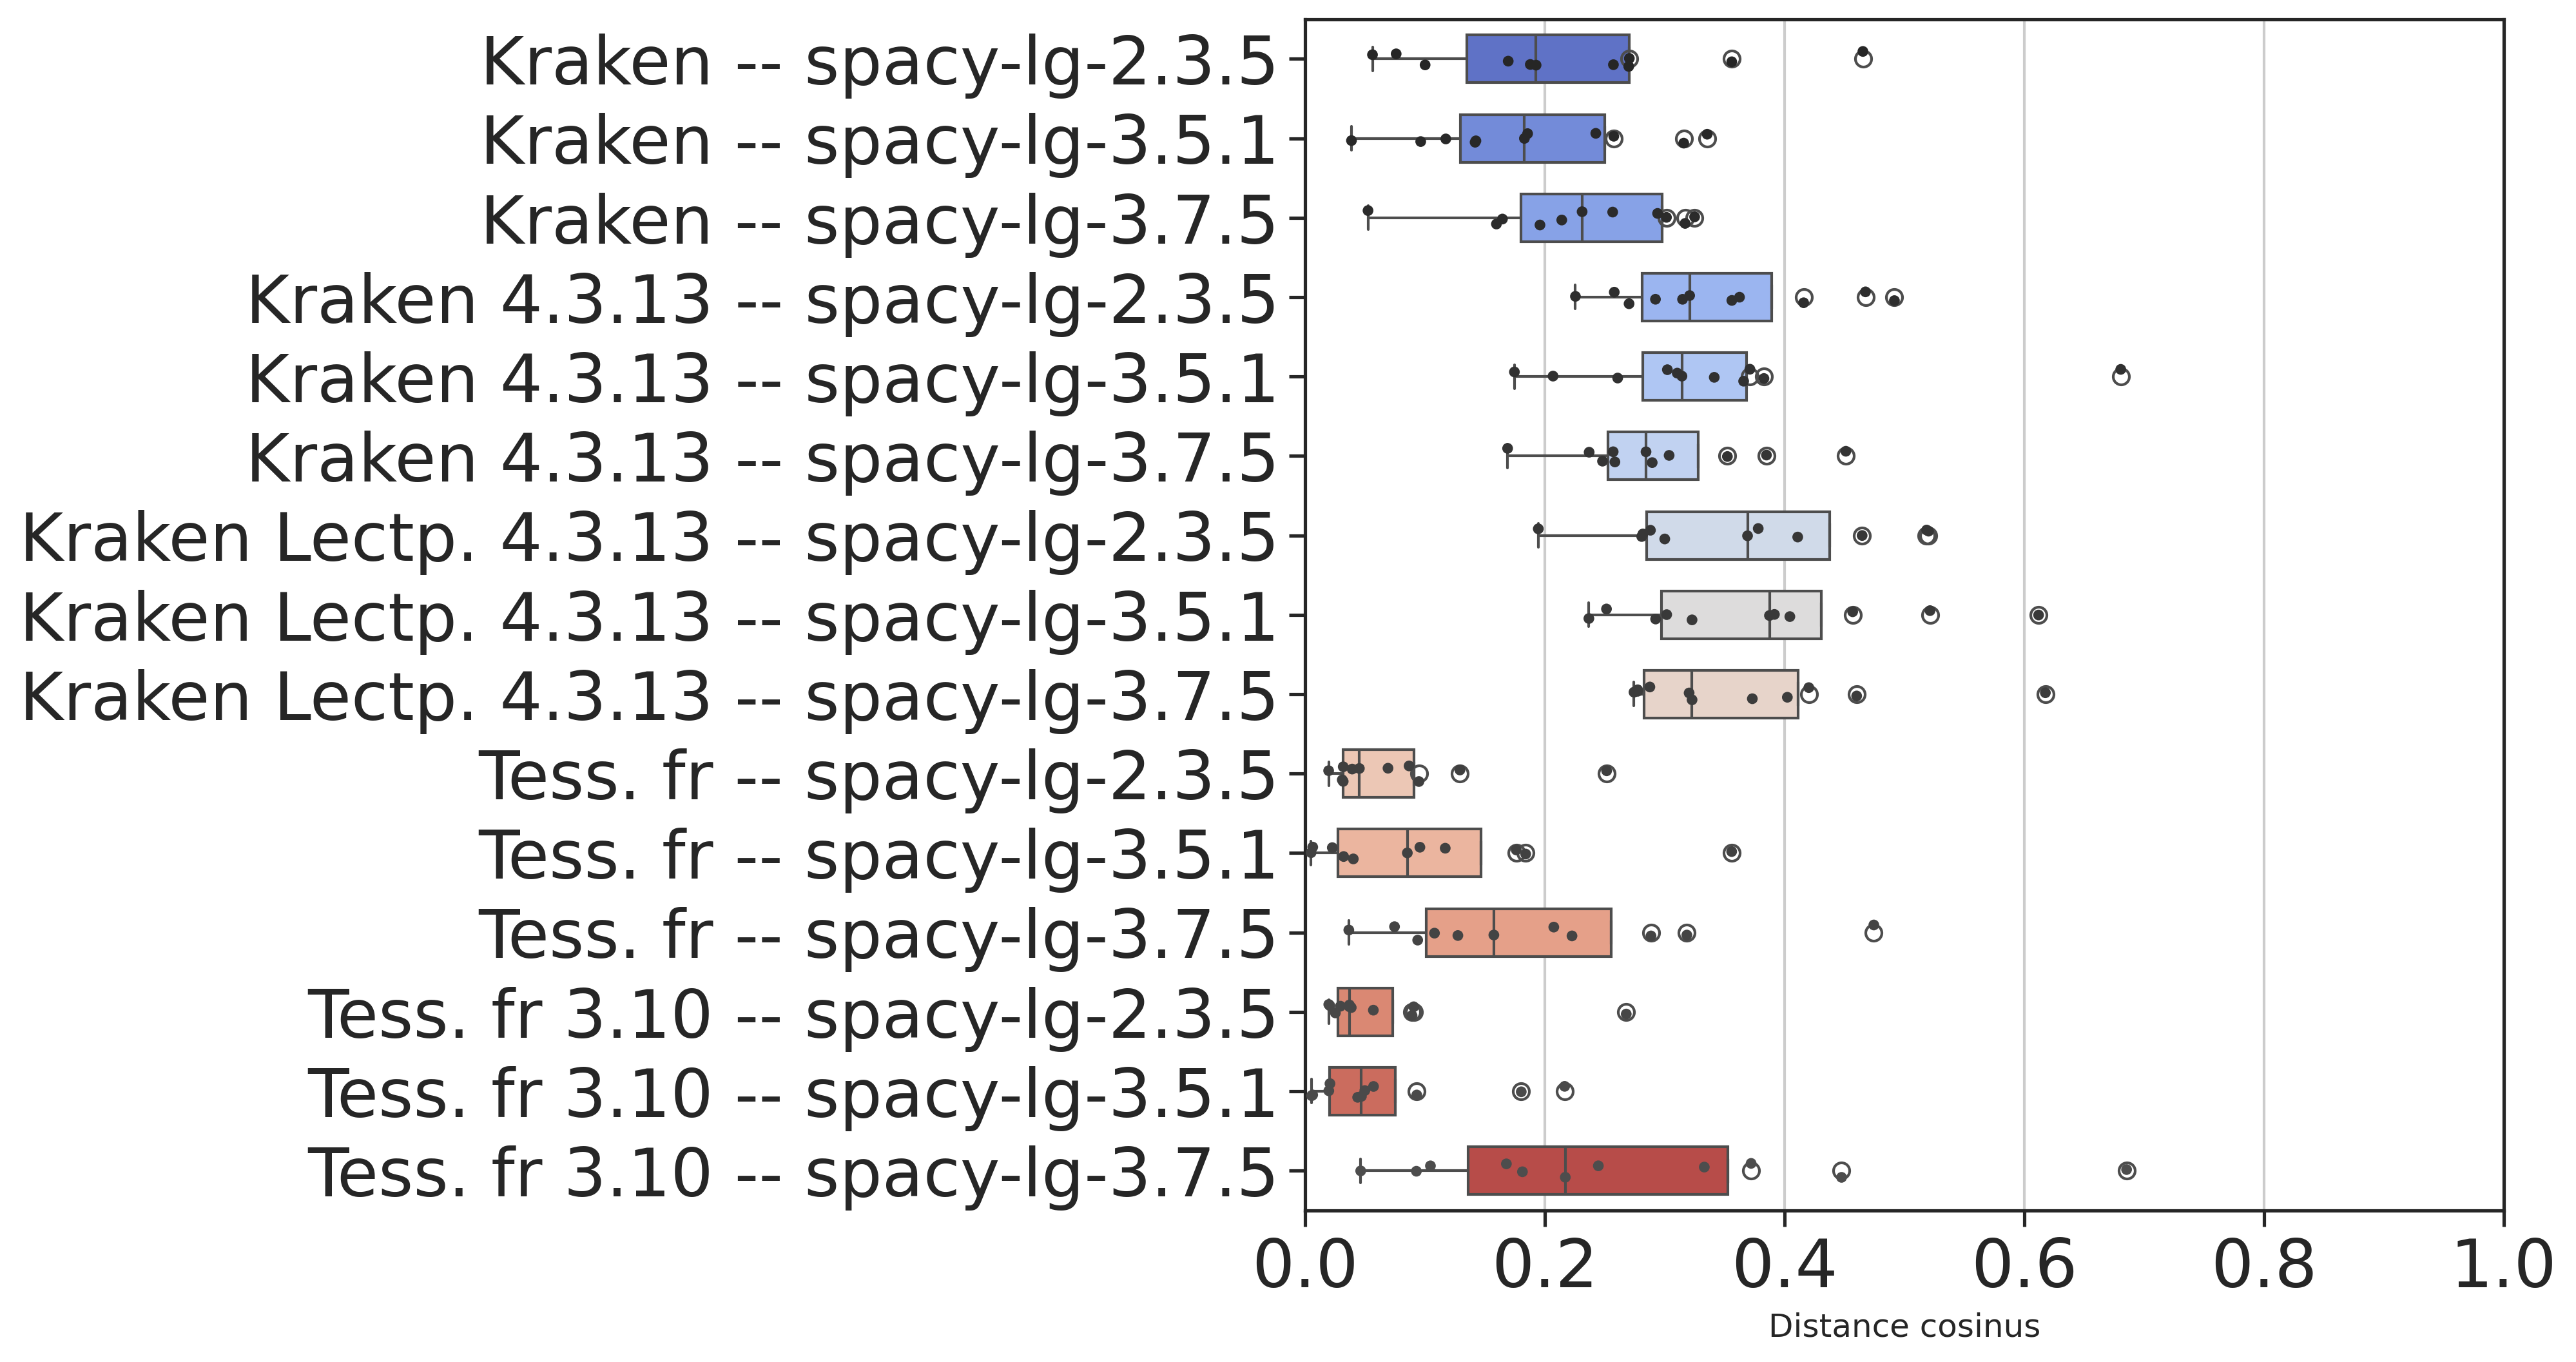 Kraken -- spacy-lg-2.3.5
Kraken -- spacy-lg-3.5.1
Kraken -- spacy-lg-3.7.5
Kraken 4.3.13 -- spacy-lg-2.3.5
Kraken 4.3.13 -- spacy-lg-3.5.1
Kraken 4.3.13 -- spacy-lg-3.7.5
Kraken Lectp. 4.3.13 -- spacy-lg-2.3.5
Kraken Lectp. 4.3.13 -- spacy-lg-3.5.1
Kraken Lectp. 4.3.13 -- spacy-lg-3.7.5
Tess. fr -- spacy-lg-2.3.5
Tess. fr -- spacy-lg-3.5.1
Tess. fr -- spacy-lg-3.7.5
Tess. fr 3.10 -- spacy-lg-2.3.5
Tess. fr 3.10 -- spacy-lg-3.5.1
Tess. fr 3.10 -- spacy-lg-3.7.5
0.0 0.2 0.4 0.6 0.8 1.0
Distance cosinus